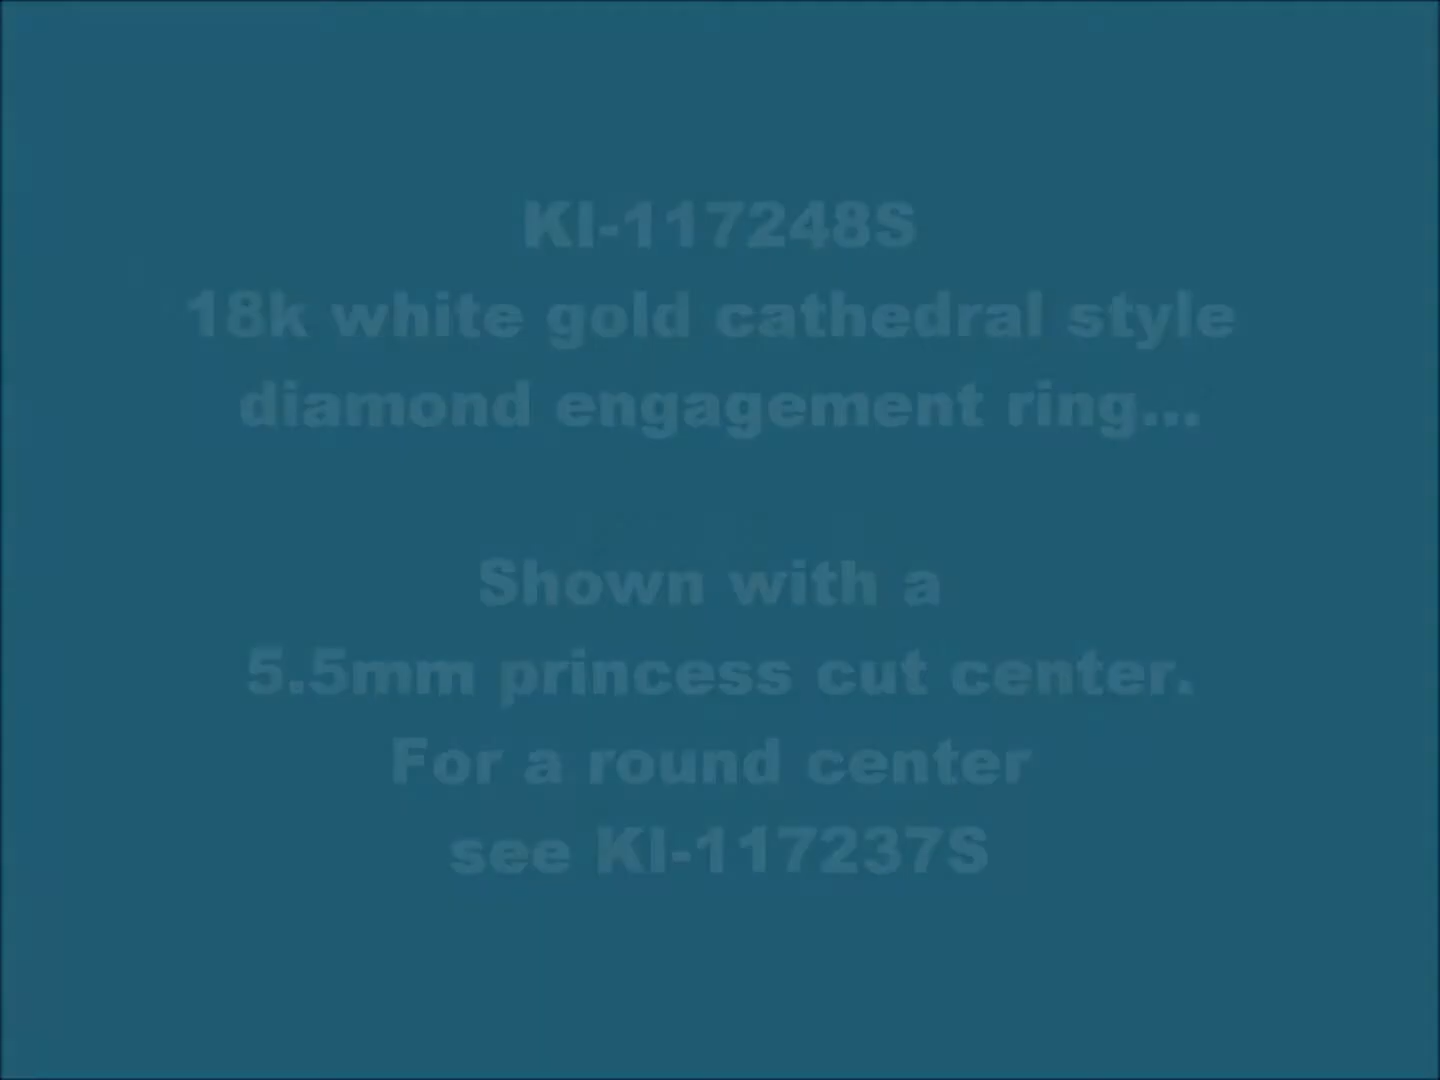 KI-117248S
18k white gold cathedral style
diamond engagement ring...
Shown with a
5.5mm princess cut center.
For a round center
see KI-117237S